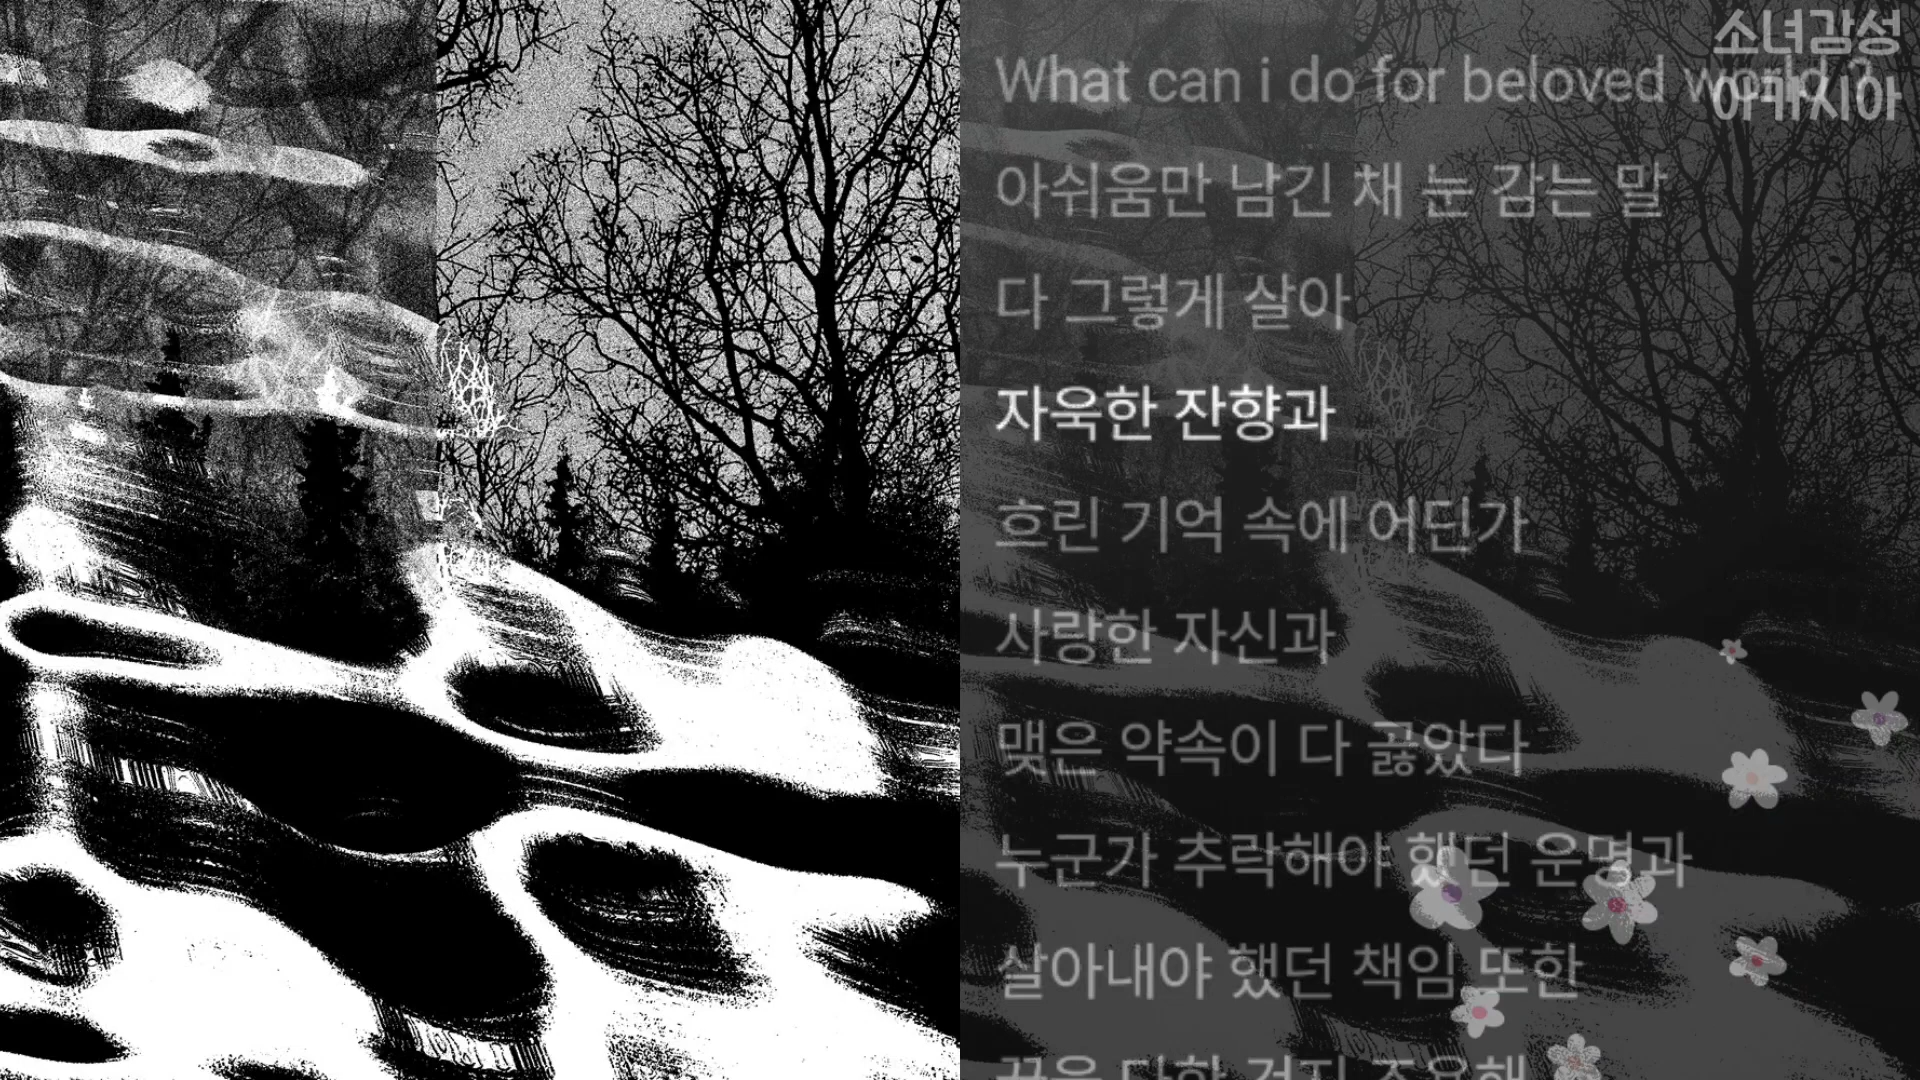 소녀감성
아까시아
What can i do for beloved world ?
아쉬움만 남긴 채 눈 감는 말
다 그렇게 살아
자욱한 잔향과
흐린 기억 속에 어딘가
사랑한 자신과
맺은 약속이 다 곯았다
누군가 추락해야 했던 운명과
살아내야 했던 책임 또한